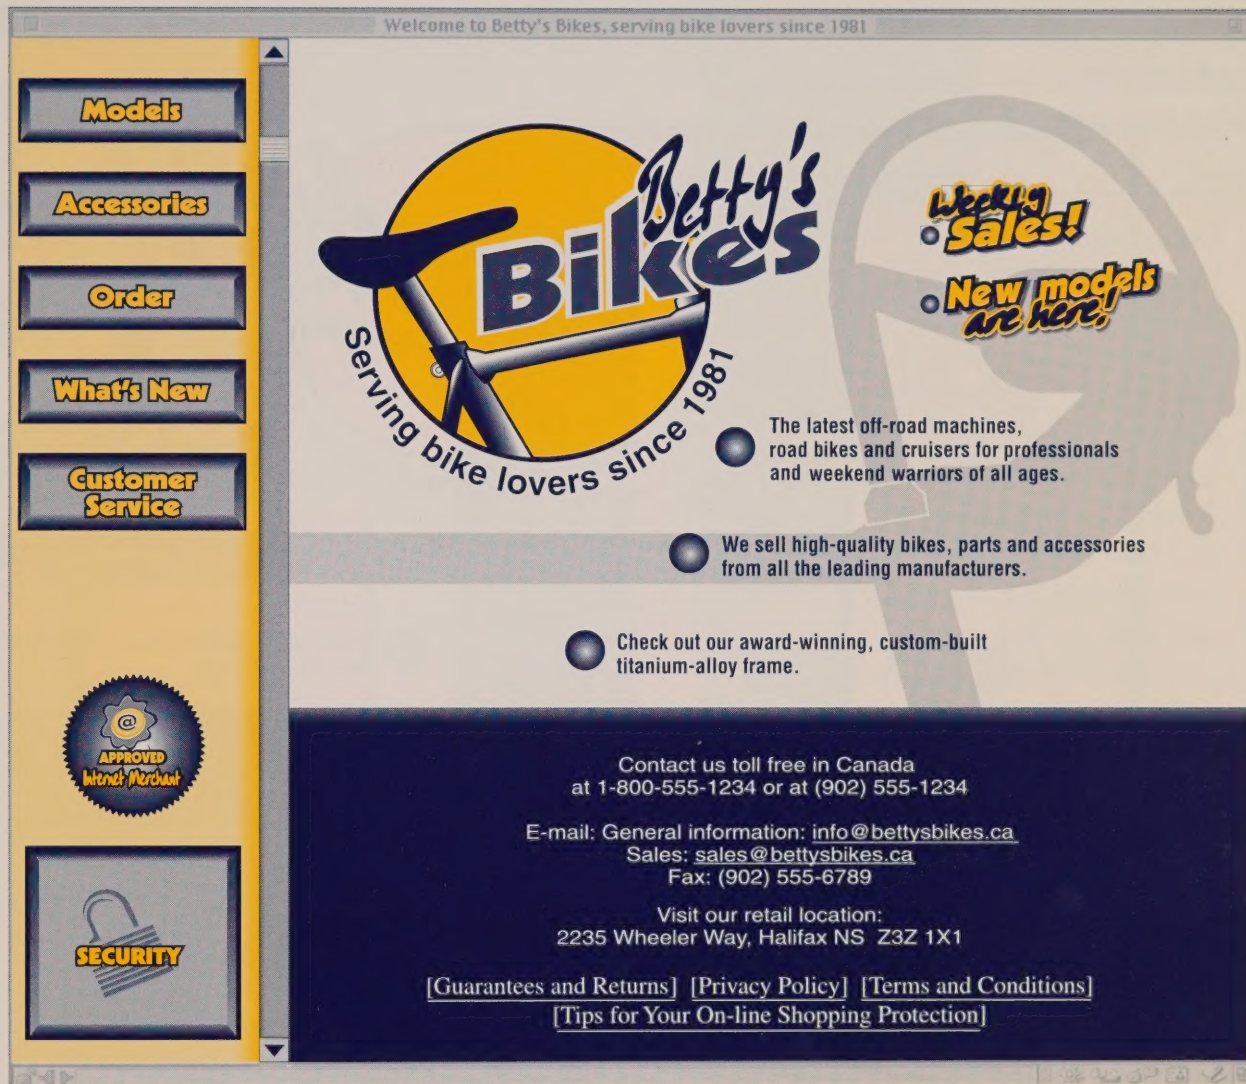 Welcome to Betty's Bikes, serving bike lovers since 1981
Models
Accessories
Order
What's New
Customer
Service
@
APPROVED
Internet Merchant
SECURITY
Betty's
Bikes
Serving bike lovers since 1981
Weekly
Sales!
New models
are here!
The latest off-road machines,
road bikes and cruisers for professionals
and weekend warriors of all ages.
We sell high-quality bikes, parts and accessories
from all the leading manufacturers.
Check out our award-winning, custom-built
titanium-alloy frame.
Contact us toll free in Canada
at 1-800-555-1234 or at (902) 555-1234
E-mail: General information: info@bettysbikes.ca
Sales: sales@bettysbikes.ca
Fax: (902) 555-6789
Visit our retail location:
2235 Wheeler Way, Halifax NS Z3Z 1X1
[Guarantees and Returns] [Privacy Policy] [Terms and Conditions]
[Tips for Your On-line Shopping Protection]